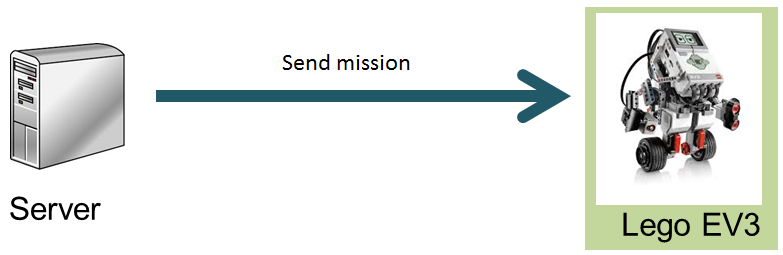 Send mission
Server
Lego EV3